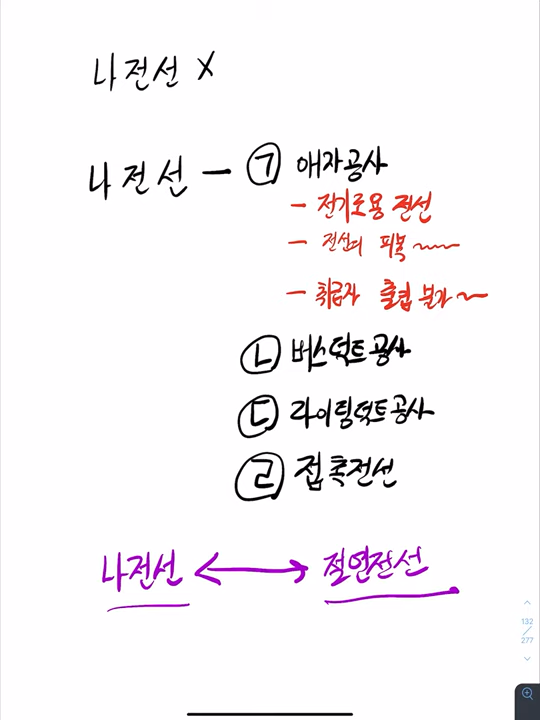 나전선 X
나전선 - ㉠ 애자공사
- 전기로용 전선
- 전선의 피복 ~
- 취급자 출입 분가 ~
㉡ 버스덕트공사
㉢ 라이팅덕트공사
㉣ 접촉전선
나전선 <-> 절연전선
132
/
277